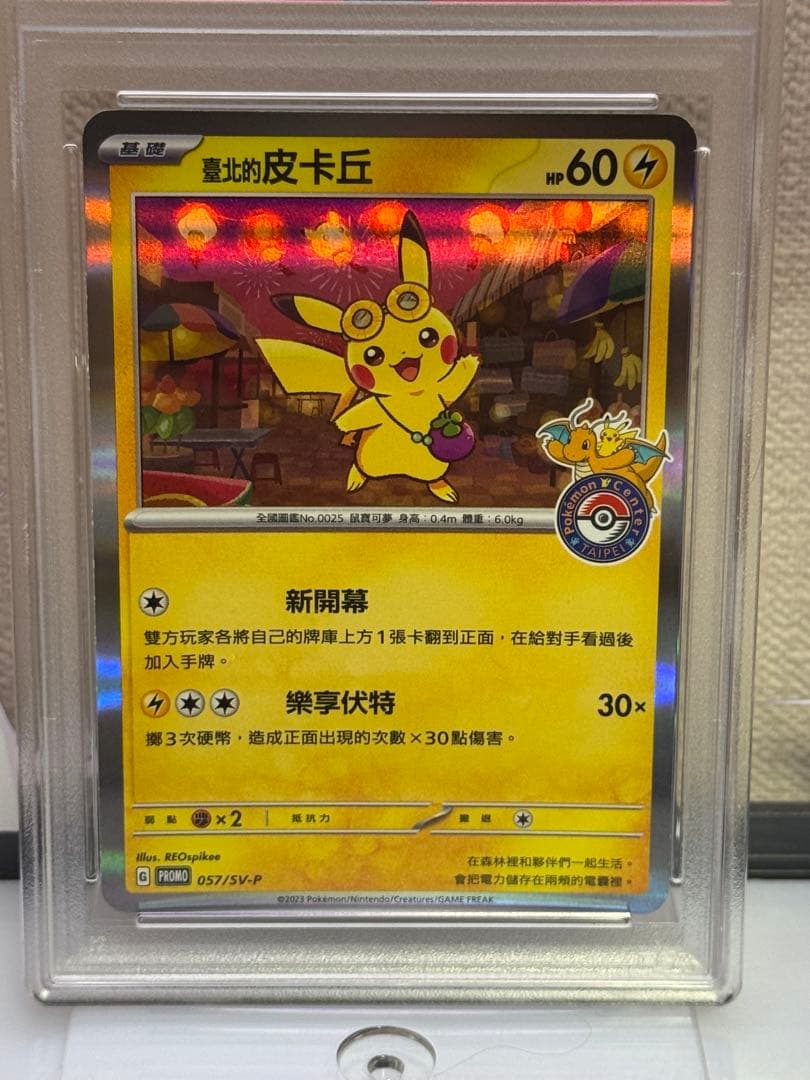 基礎
臺北的皮卡丘
HP60
Pokémon Center
TAIPEI
全國圖鑑No.0025 鼠寶可夢 身高：0.4m 體重：6.0kg
新開幕
雙方玩家各將自己的牌庫上方1張卡翻到正面，在給對手看過後
加入手牌。
樂享伏特 30×
擲3次硬幣，造成正面出現的次數×30點傷害。
弱點 ×2 抵抗力 撤退
Illus. REOspikee
G PROMO 057/SV-P
在森林裡和夥伴們一起生活。
會把電力儲存在兩頰的電囊裡。
©2023 Pokémon/Nintendo/Creatures/GAME FREAK